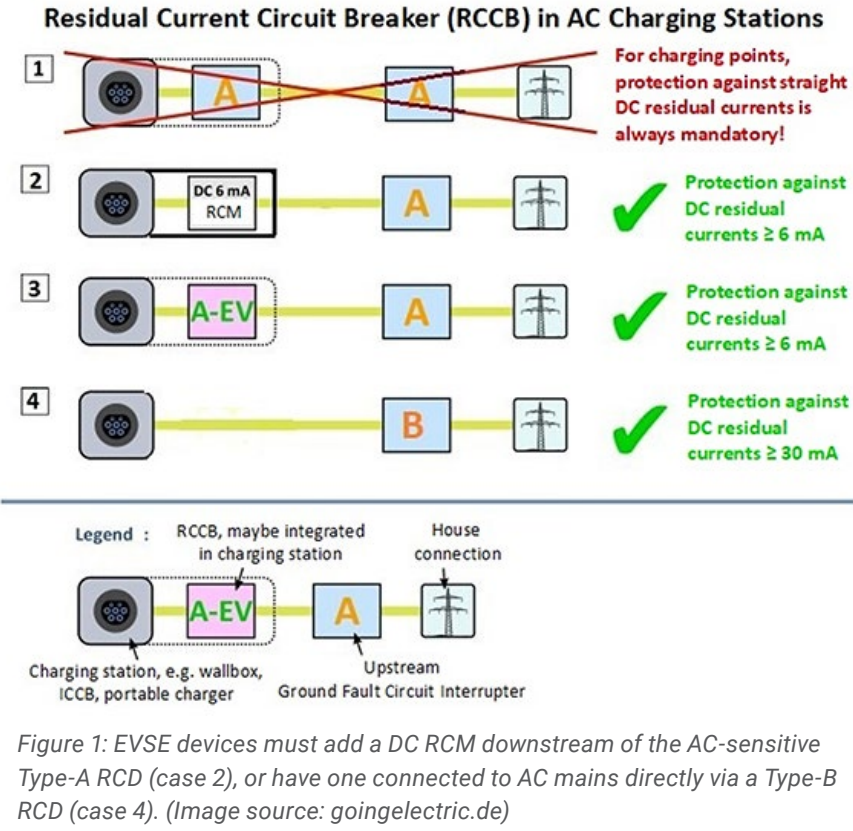 Residual Current Circuit Breaker (RCCB) in AC Charging Stations
1
A
A
For charging points,
protection against straight
DC residual currents is
always mandatory!
2
DC 6 mA
RCM
A
Protection against
DC residual
currents ≥ 6 mA
3
A-EV
A
Protection against
DC residual
currents ≥ 6 mA
4
B
Protection against
DC residual
currents ≥ 30 mA
Legend :
RCCB, maybe integrated
in charging station
House
connection
A-EV
A
Charging station, e.g. wallbox,
ICCB, portable charger
Upstream
Ground Fault Circuit Interrupter
Figure 1: EVSE devices must add a DC RCM downstream of the AC-sensitive
Type-A RCD (case 2), or have one connected to AC mains directly via a Type-B
RCD (case 4). (Image source: goingelectric.de)